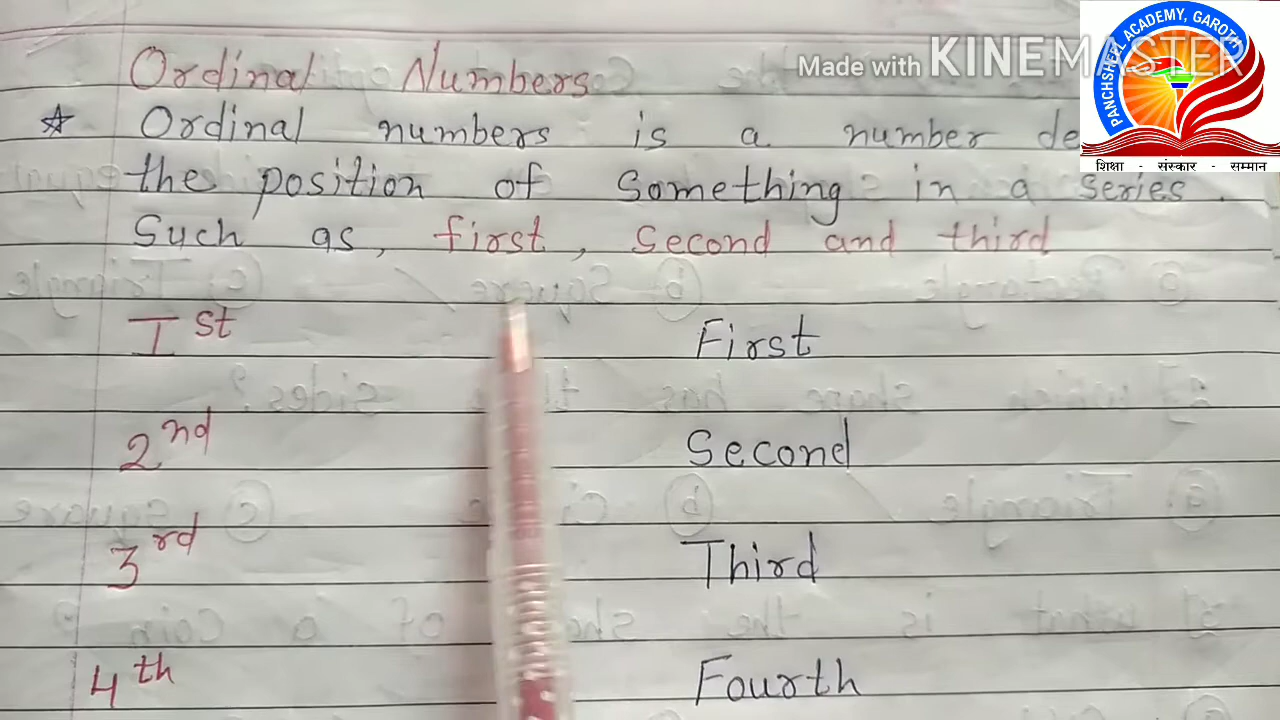 Ordinal Numbers
Made with KINEMASTER
PANCHSHEEL ACADEMY, GAROTH
शिक्षा - संस्कार - सम्मान
☆ Ordinal numbers is a number de
the position of Something in a series.
Such as, first, Second and third
Ist First
2nd Second
3rd Third
4th Fourth